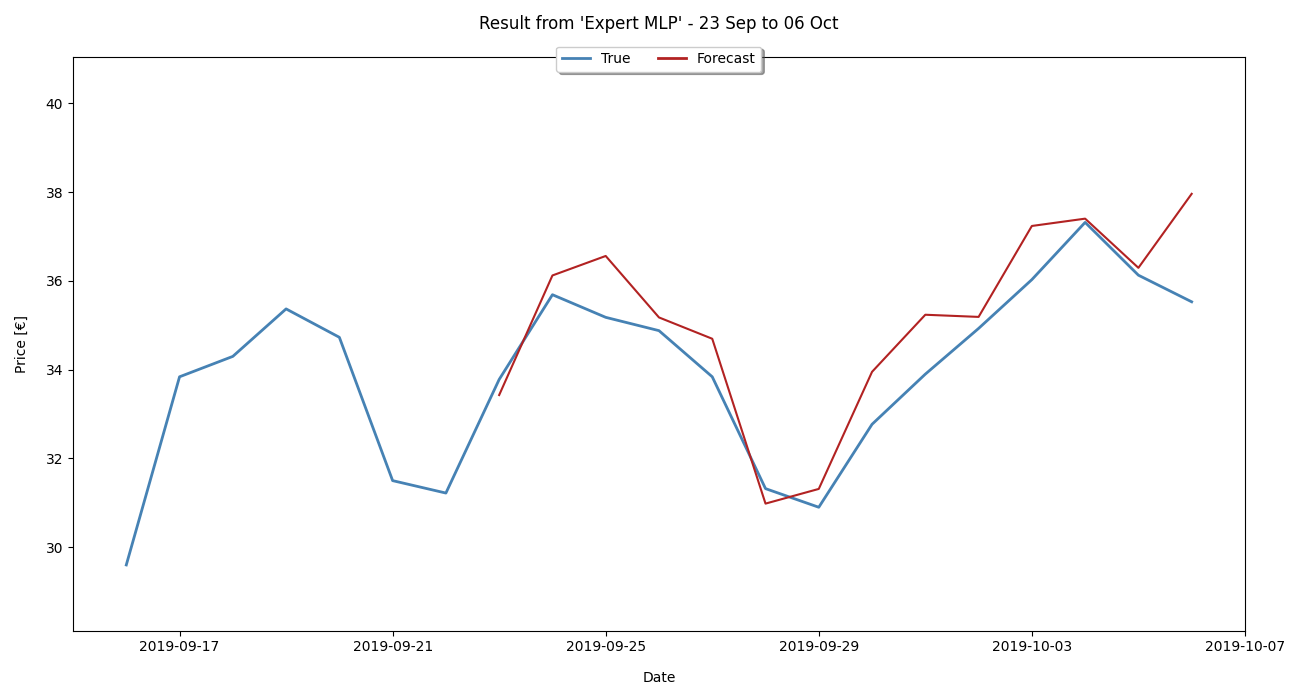 Result from 'Expert MLP' - 23 Sep to 06 Oct
True Forecast
40
38
36
34
32
30
Price [€]
2019-09-17 2019-09-21 2019-09-25 2019-09-29 2019-10-03 2019-10-07
Date